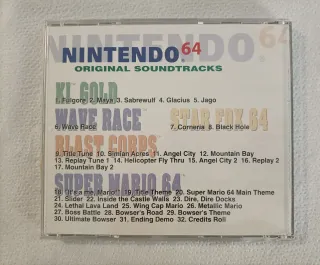 NINTENDO.64
NINTENDO.64
ORIGINAL SOUNDTRACKS
KI GOLD
1. Fulgore 2. Maya 3. Sabrewulf 4. Glacius 5. Jago
WAVE RACE STAR FOX 64
6. Wave Race 7. Corneria 8. Black Hole
BLAST CORPS
9. Title Tune 10. Simian Acres 11. Angel City 12. Mountain Bay
13. Replay Tune 1 14. Helicopter Fly Thru 15. Angel City 2 16. Replay 2
17. Mountain Bay 2
SUPER MARIO 64
18. It's a me, Mario!! 19. Title Theme 20. Super Mario 64 Main Theme
21. Slider 22. Inside the Castle Walls 23. Dire, Dire Docks
24. Lethal Lava Land 25. Wing Cap Mario 26. Metallic Mario
27. Boss Battle 28. Bowser's Road 29. Bowser's Theme
30. Ultimate Bowser 31. Ending Demo 32. Credits Roll